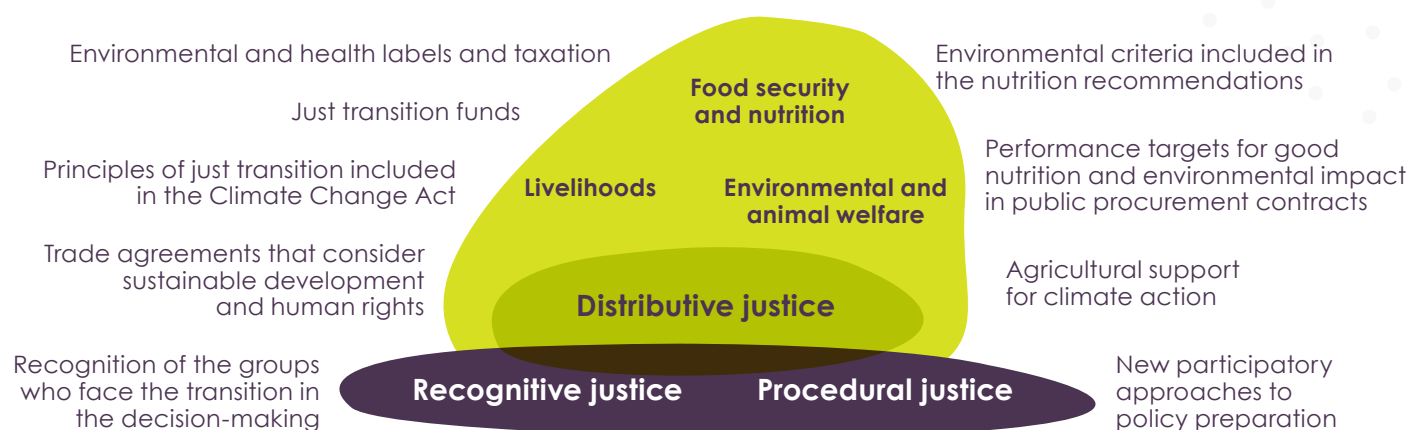 Environmental and health labels and taxation
Just transition funds
Principles of just transition included
in the Climate Change Act
Trade agreements that consider
sustainable development
and human rights
Recognition of the groups
who face the transition in
the decision-making
Food security
and nutrition
Livelihoods
Environmental and
animal welfare
Distributive justice
Recognitive justice
Procedural justice
Environmental criteria included in
the nutrition recommendations
Performance targets for good
nutrition and environmental impact
in public procurement contracts
Agricultural support
for climate action
New participatory
approaches to
policy preparation